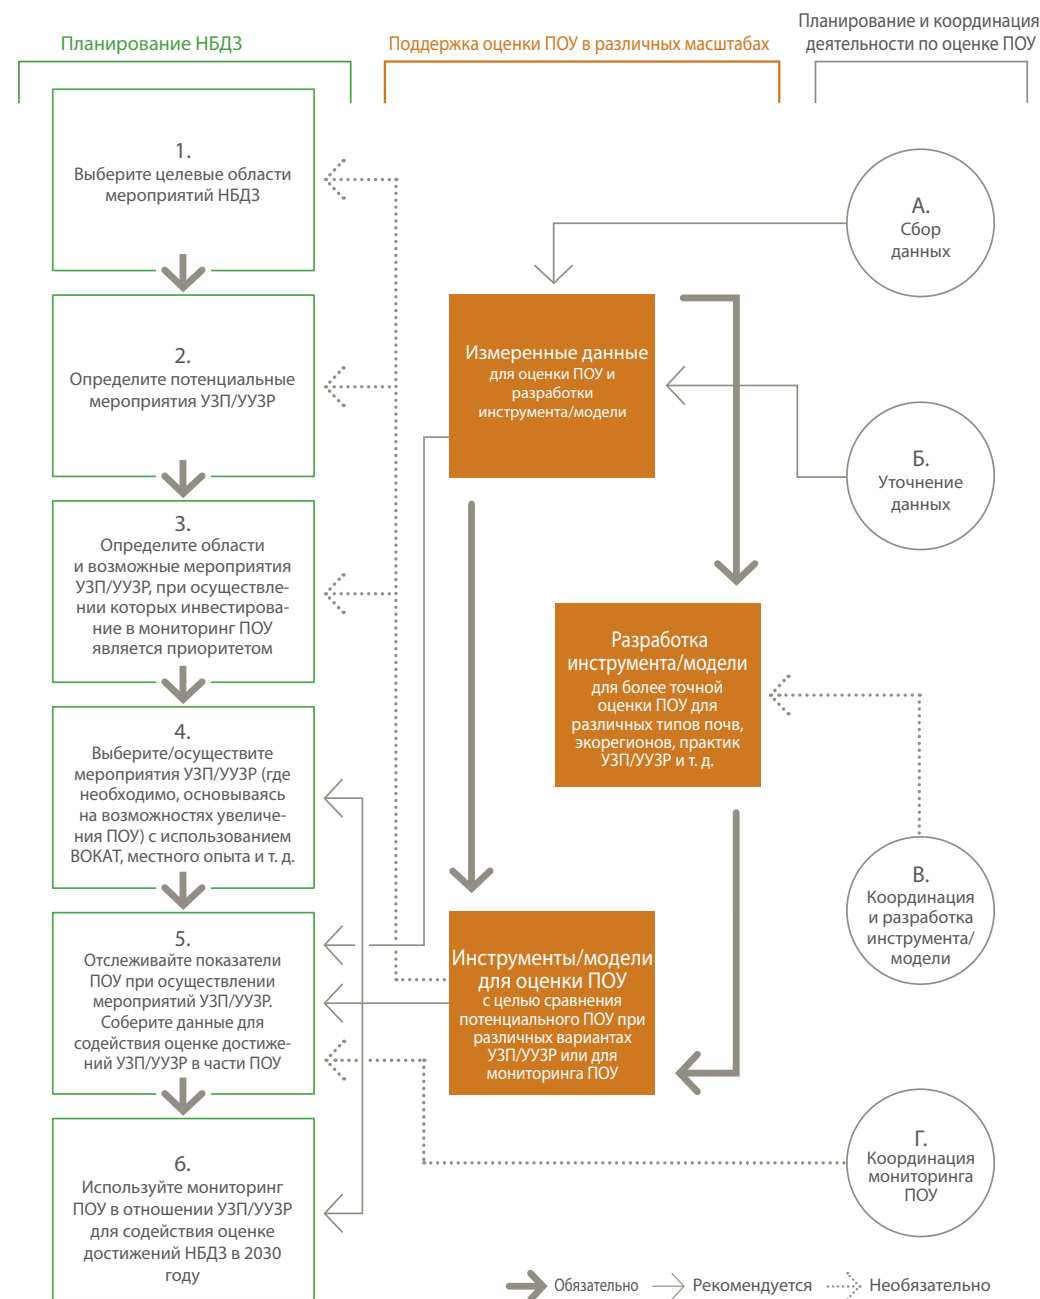 Планирование НБДЗ
Поддержка оценки ПОУ в различных масштабах
Планирование и координация
деятельности по оценке ПОУ
1.
Выберите целевые области
мероприятий НБДЗ
2.
Определите потенциальные
мероприятия УЗП/УУЗР
3.
Определите области
и возможные мероприятия
УЗП/УУЗР, при осуществле-
нии которых инвестирова-
ние в мониторинг ПОУ
является приоритетом
4.
Выберите/осуществите
мероприятия УЗП/УУЗР (где
необходимо, основываясь
на возможностях увеличе-
ния ПОУ) с использованием
ВОКАТ, местного опыта и т. д.
5.
Отслеживайте показатели
ПОУ при осуществлении
мероприятий УЗП/УУЗР.
Соберите данные для
содействия оценке достиже-
ний УЗП/УУЗР в части ПОУ
6.
Используйте мониторинг
ПОУ в отношении УЗП/УУЗР
для содействия оценке
достижений НБДЗ в 2030
году
Измеренные данные
для оценки ПОУ и
разработки
инструмента/модели
Разработка
инструмента/модели
для более точной
оценки ПОУ для
различных типов почв,
экорегионов, практик
УЗП/УУЗР и т. д.
Инструменты/модели
для оценки ПОУ
с целью сравнения
потенциального ПОУ при
различных вариантах
УЗП/УУЗР или для
мониторинга ПОУ
А.
Сбор
данных
Б.
Уточнение
данных
В.
Координация
и разработка
инструмента/
модели
Г.
Координация
мониторинга
ПОУ
Обязательно
Рекомендуется
Необязательно